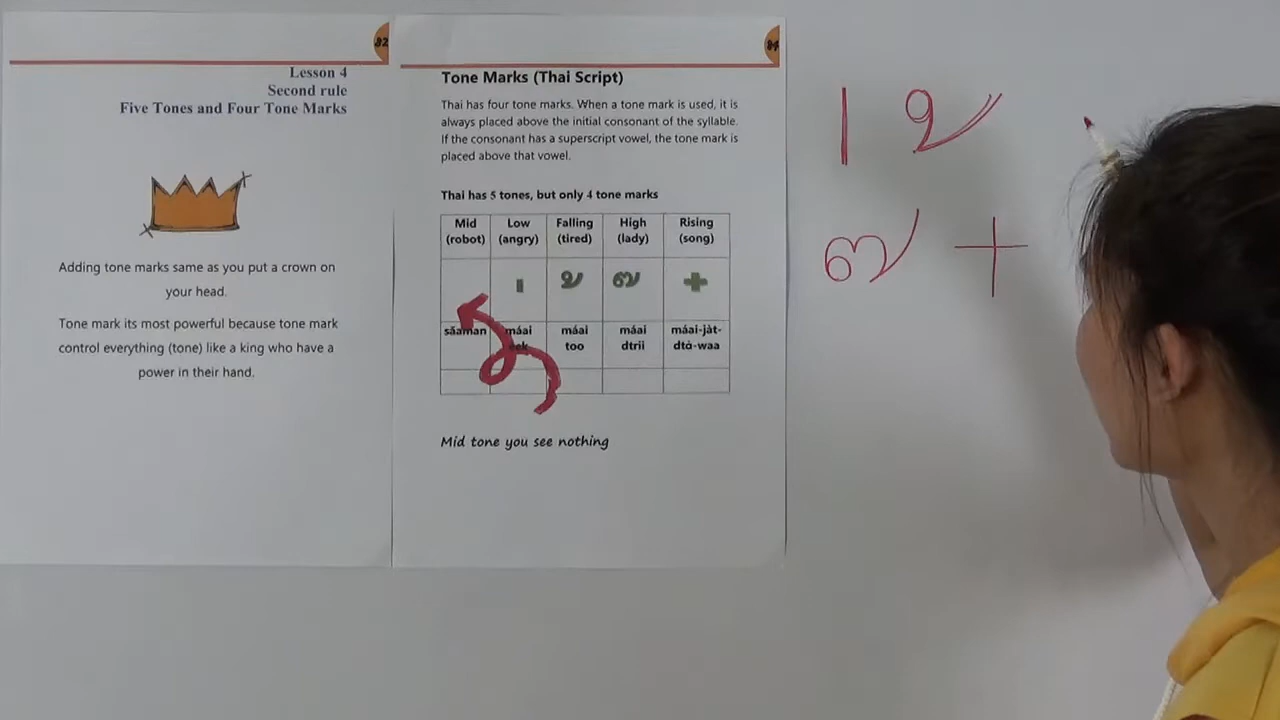 32
Lesson 4
Second rule
Five Tones and Four Tone Marks
Adding tone marks same as you put a crown on
your head.
Tone mark its most powerful because tone mark
control everything (tone) like a king who have a
power in their hand.
Tone Marks (Thai Script)
Thai has four tone marks. When a tone mark is used, it is
always placed above the initial consonant of the syllable.
If the consonant has a superscript vowel, the tone mark is
placed above that vowel.
Thai has 5 tones, but only 4 tone marks
Mid Low Falling High Rising
(robot) (angry) (tired) (lady) (song)
่ ้ ๊ ๋
sǎaman máai máai máai máai-jàt-
too dtrii dtà-waa
Mid tone you see nothing
่ ้
๊ ๋